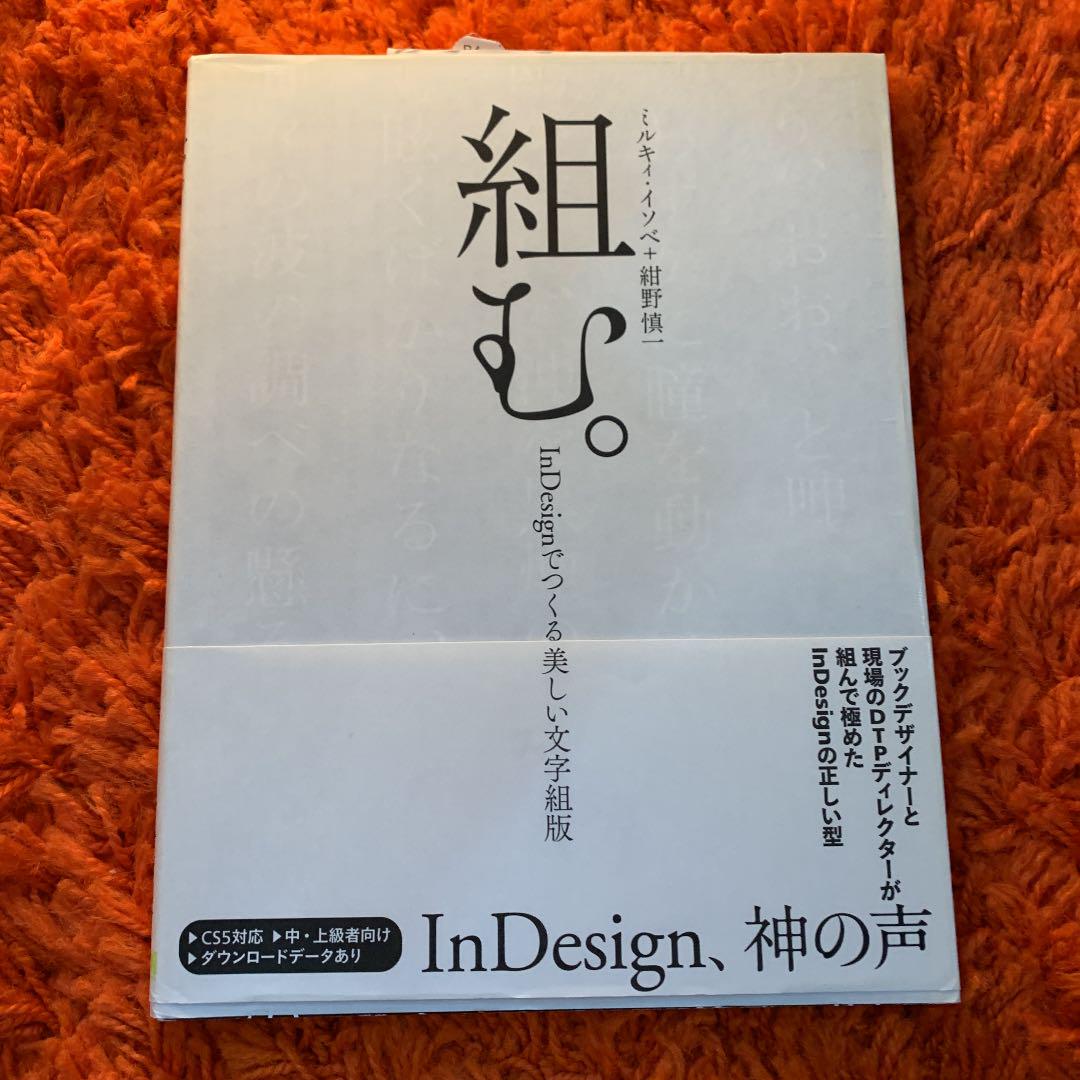 ミルキィ・イソベ+紺野慎一
組む。
InDesignでつくる美しい文字組版
ブックデザイナーと
現場のDTPディレクターが
組んで極めた
InDesignの正しい型
▶CS5対応 ▶中・上級者向け
▶ダウンロードデータあり
InDesign、神の声